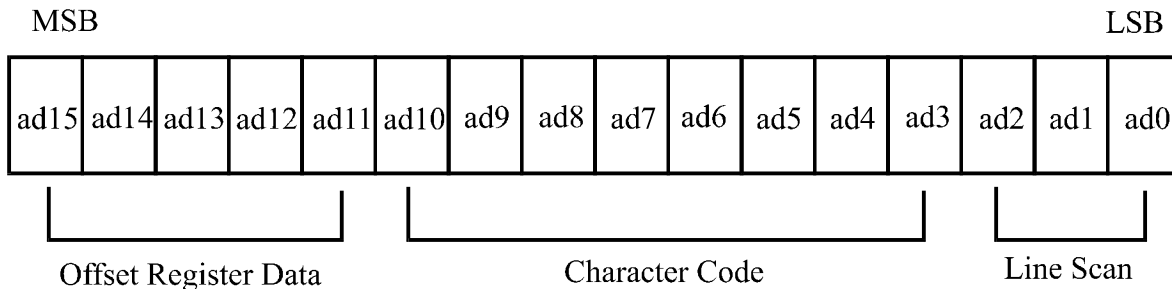 MSB LSB
ad15 ad14 ad13 ad12 ad11 ad10 ad9 ad8 ad7 ad6 ad5 ad4 ad3 ad2 ad1 ad0
Offset Register Data Character Code Line Scan